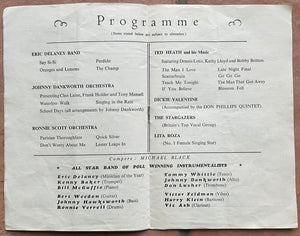 Programme
(Items stated below are subject to alteration)
ERIC DELANEY BAND
Say Si-Si Perfide
Oranges and Lemons The Champ
JOHNNY DANKWORTH ORCHESTRA
Presenting Cleo Laine, Frank Holder and Tony Mansell
Waterloo Walk Singing in the Rain
School Days (all arrangements by Johnny Dankworth)
RONNIE SCOTT ORCHESTRA
Parisian Thoroughfare Quick Silver
Don't Worry About Me Lester Leaps In
TED HEATH and his Music
featuring Dennis Lotis, Kathy Lloyd and Bobby Britton
The Man I Love Late Night Final
Skatterbrain Go Go Go
Teach Me Tonight The Man That Got Away
If You Believe Blossom Fell
DICKIE VALENTINE
(Accompanied by the DON PHILLIPS QUINTET)
THE STARGAZERS
(Britain's Top Vocal Group)
LITA ROZA
(No. 1 Female Singing Star)
Compere: MICHAEL BLACK
ALL STAR BAND OF POLL WINNING INSTRUMENTALISTS
Eric Delaney
Kenny Baker (Trumpet)
Bill McGuffie (Piano)
Bert Weedon (Guitar)
Johnny Hawksworth (Bass)
Ronnie Verrell (Drums)
Tommy Whittle (Tenor)
Johnny Dankworth (Alto)
Don Lusher (Trombone)
Victor Feldman (Vibes)
Harry Klein (Baritone)
Vic Ash (Clarinet)